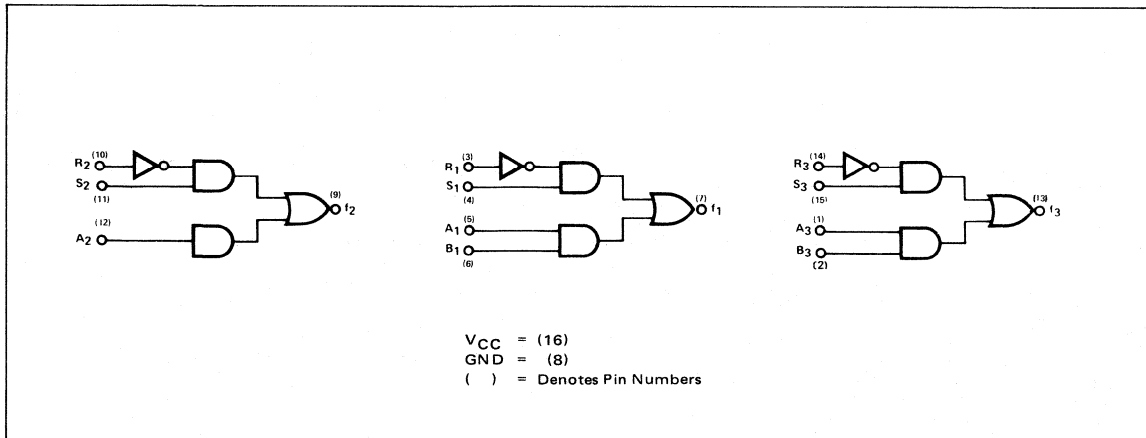 R2 (10)
S2
(11)
(12)
A2
(9)
f2
(3)
R1
S1
(4)
(5)
A1
B1
(6)
(7)
f1
(14)
R3
S3
(15)
(1)
A3
B3
(2)
(13)
f3
VCC = (16)
GND = (8)
( ) = Denotes Pin Numbers